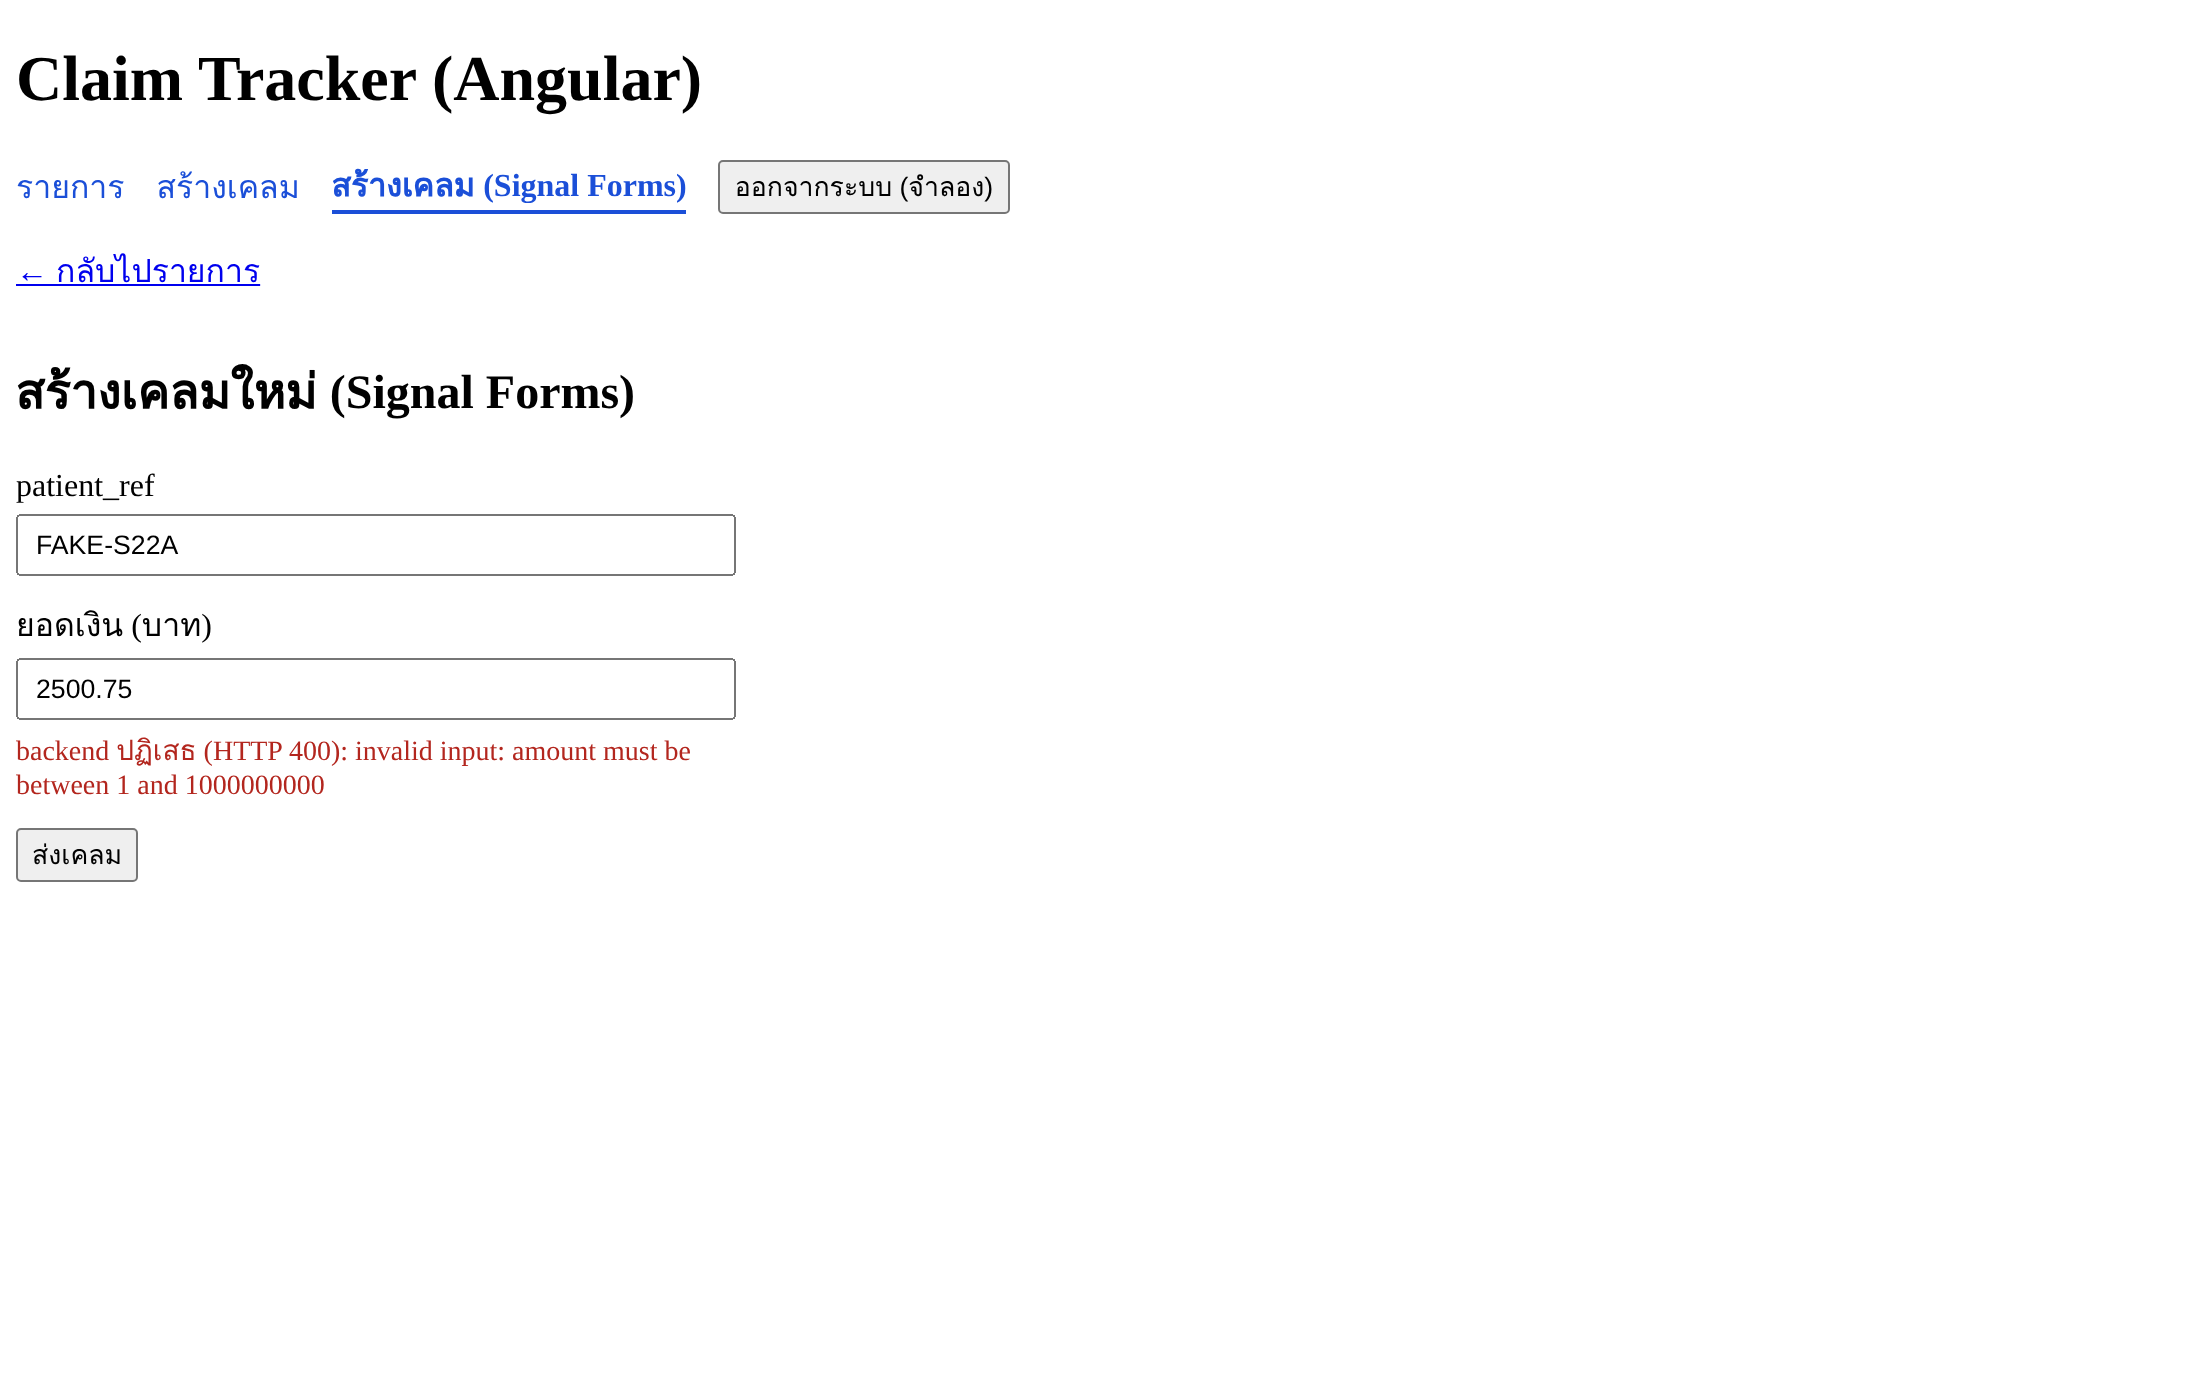 Claim Tracker (Angular)
รายการ สร้างเคลม สร้างเคลม (Signal Forms) ออกจากระบบ (จำลอง)
← กลับไปรายการ
สร้างเคลมใหม่ (Signal Forms)
patient_ref
FAKE-S22A
ยอดเงิน (บาท)
2500.75
backend ปฏิเสธ (HTTP 400): invalid input: amount must be
between 1 and 1000000000
ส่งเคลม